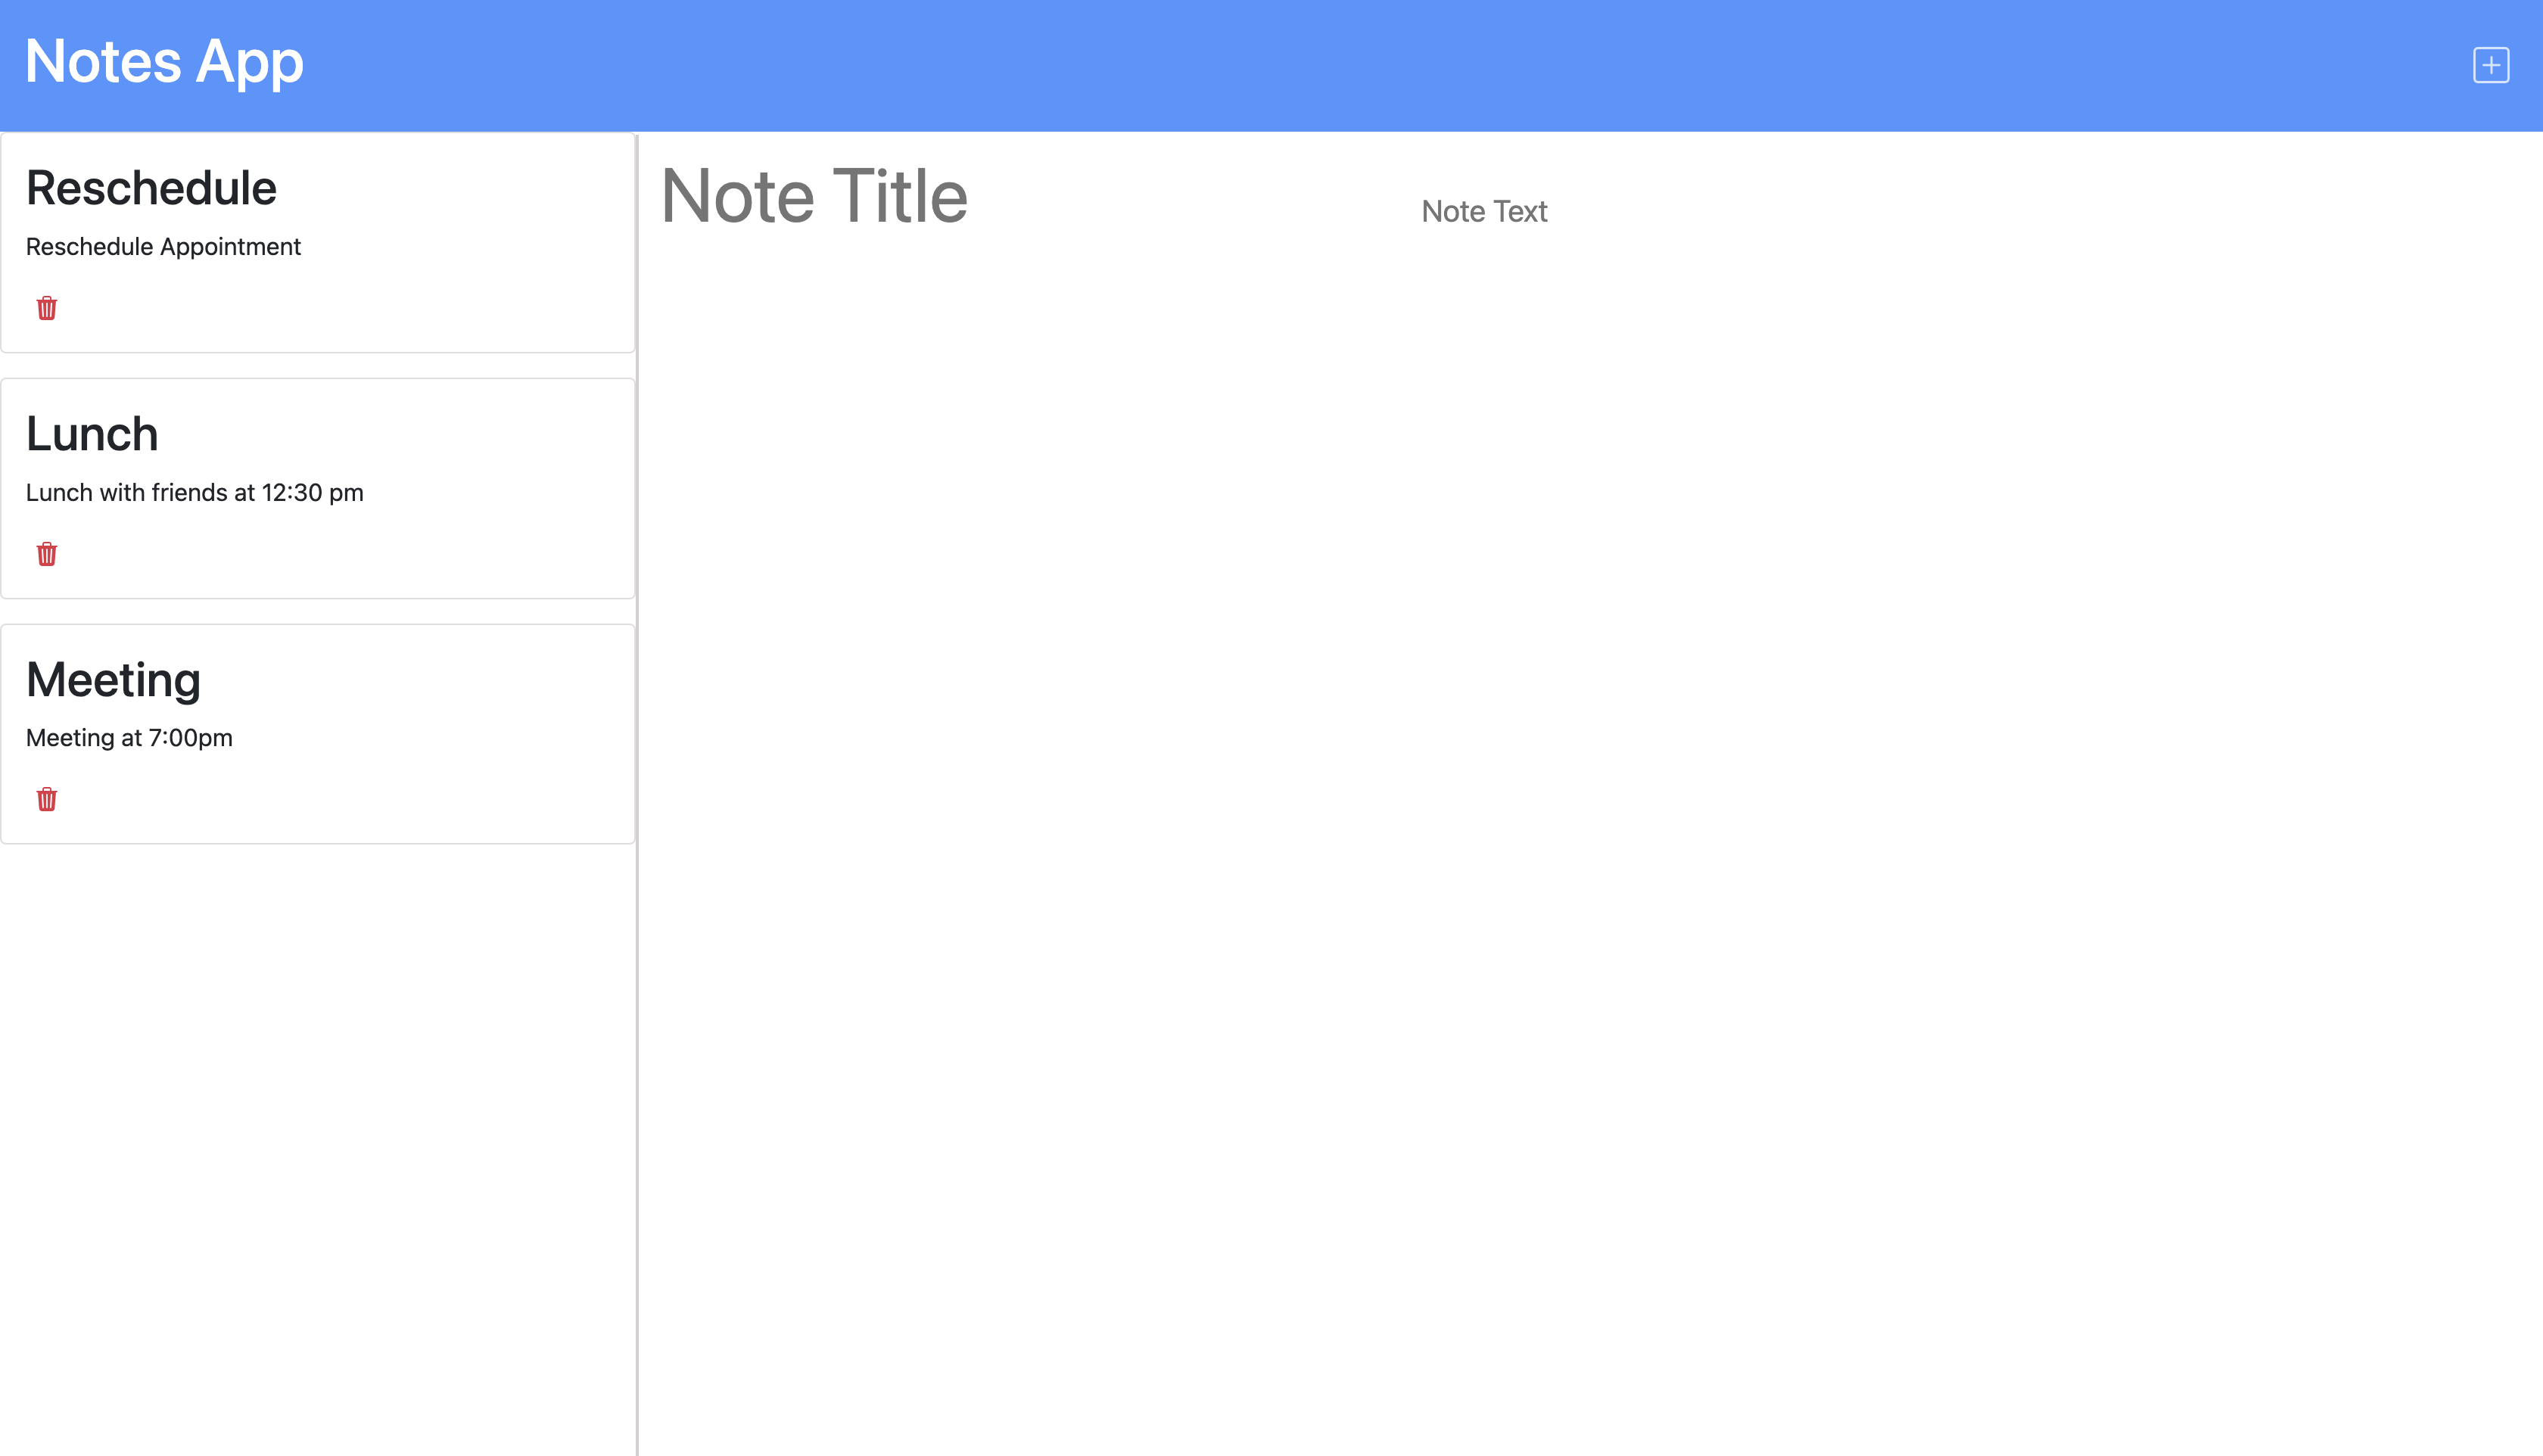 Notes App
Reschedule
Reschedule Appointment
Lunch
Lunch with friends at 12:30 pm
Meeting
Meeting at 7:00pm
Note Title
Note Text